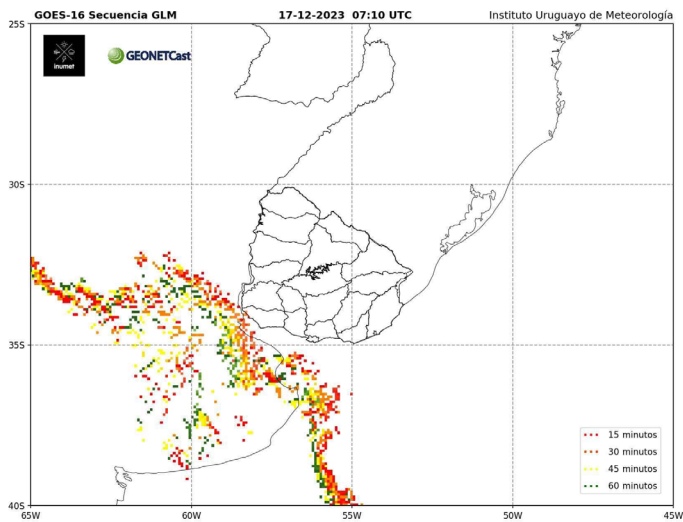 GOES-16 Secuencia GLM 17-12-2023 07:10 UTC Instituto Uruguayo de Meteorología
25S
inumet GEONETCast
30S
35S
15 minutos
30 minutos
45 minutos
60 minutos
40S
65W 60W 55W 50W 45W